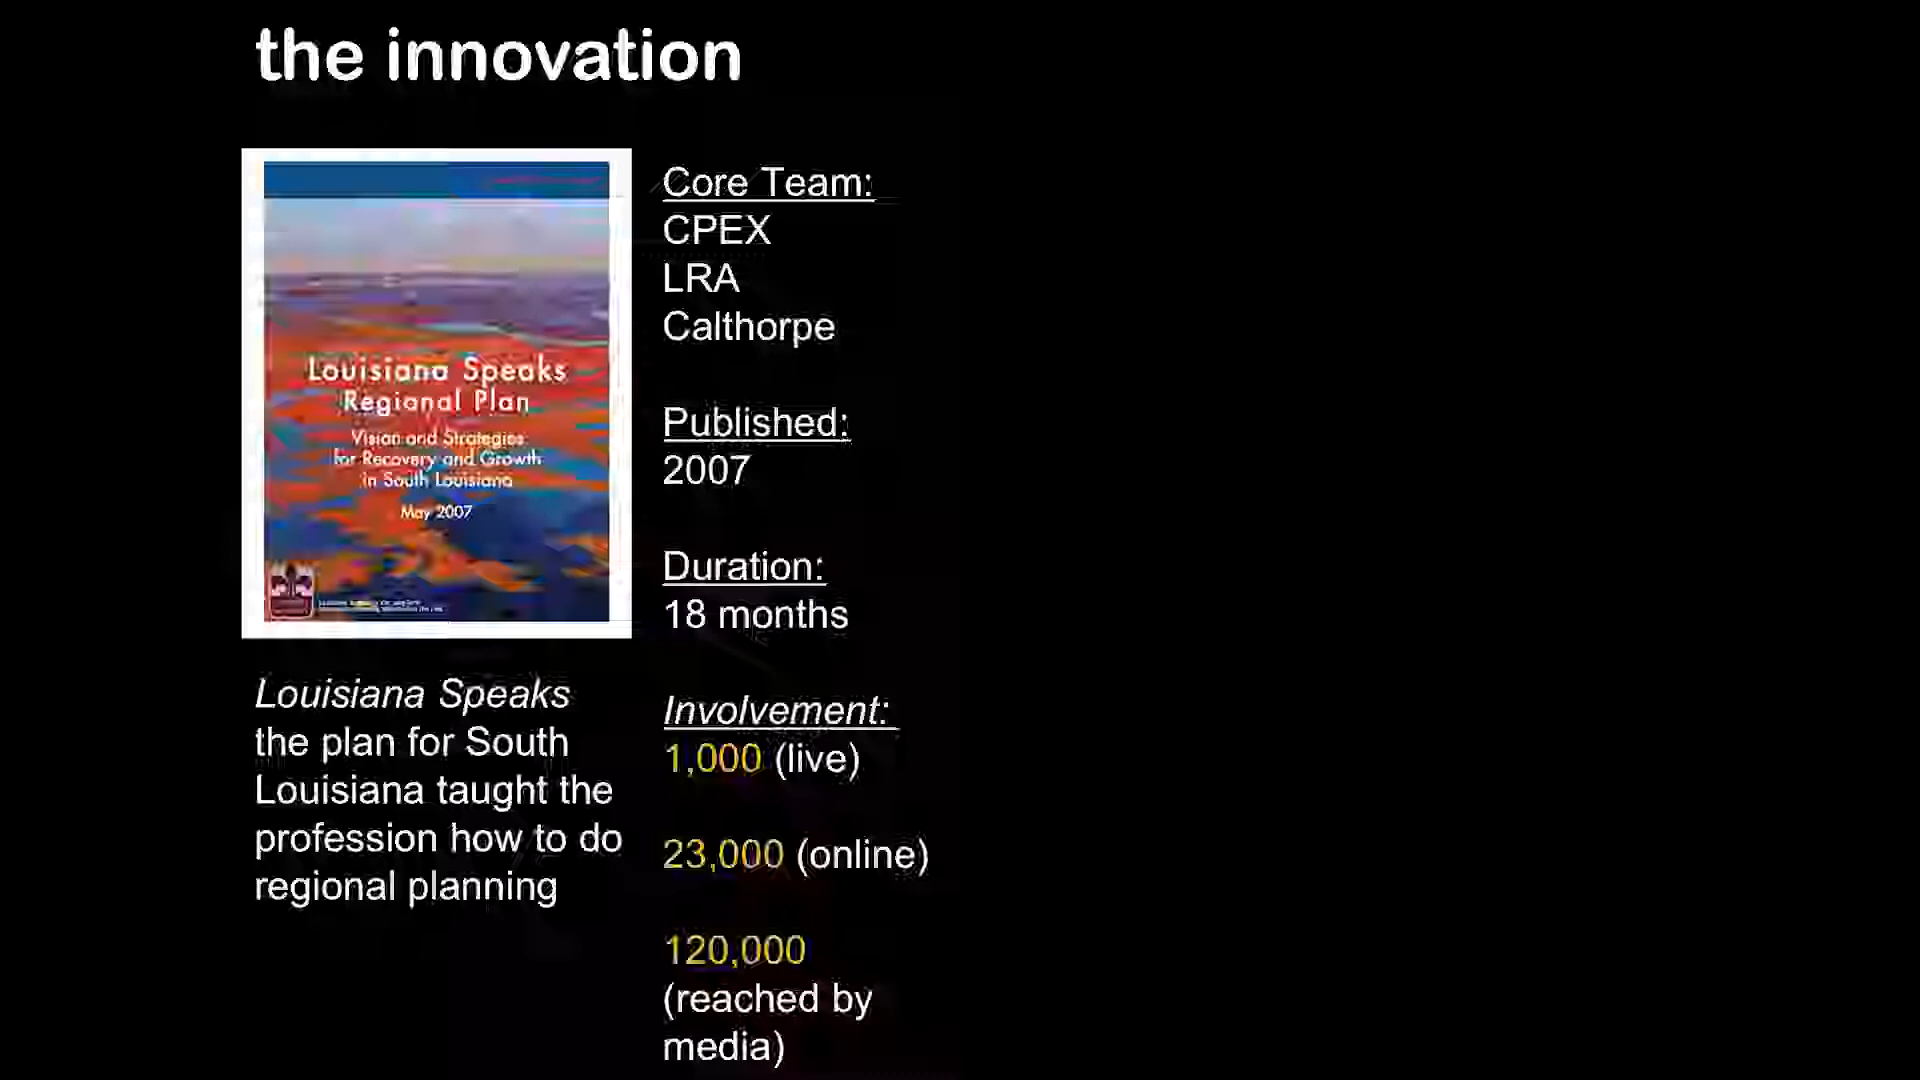 the innovation
Louisiana Speaks
Regional Plan
Vision and Strategies
for Recovery and Growth
in South Louisiana
May 2007
Louisiana Speaks
the plan for South
Louisiana taught the
profession how to do
regional planning
Core Team:
CPEX
LRA
Calthorpe
Published:
2007
Duration:
18 months
Involvement:
1,000 (live)
23,000 (online)
120,000
(reached by
media)